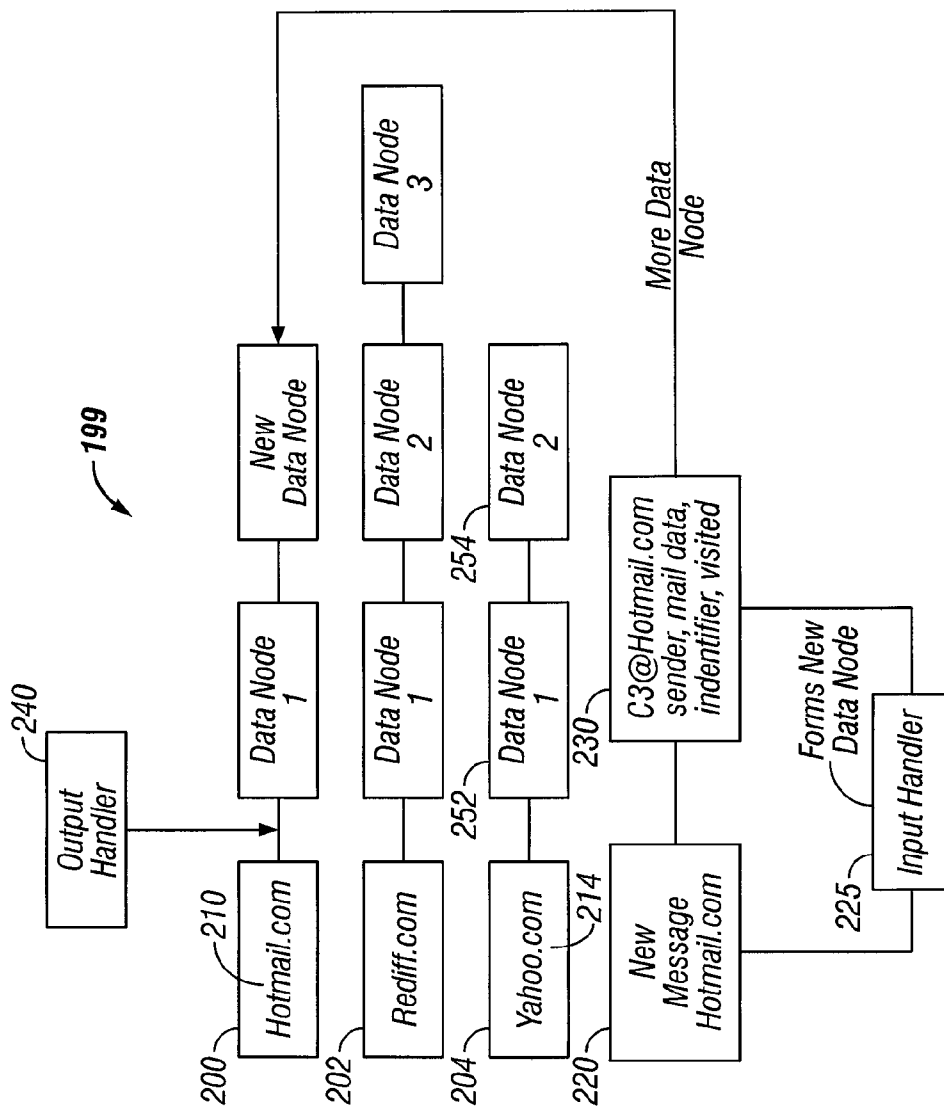 199
240
Output
Handler
210
200
Hotmail.com
Data Node
1
New
Data Node
202
Rediff.com
Data Node
1
Data Node
2
Data Node
3
204
Yahoo.com
214
252
Data Node
1
254
Data Node
2
220
New
Message
Hotmail.com
230
C3@Hotmail.com
sender, mail data,
indentifier, visited
More Data
Node
Forms New
Data Node
225
Input Handler